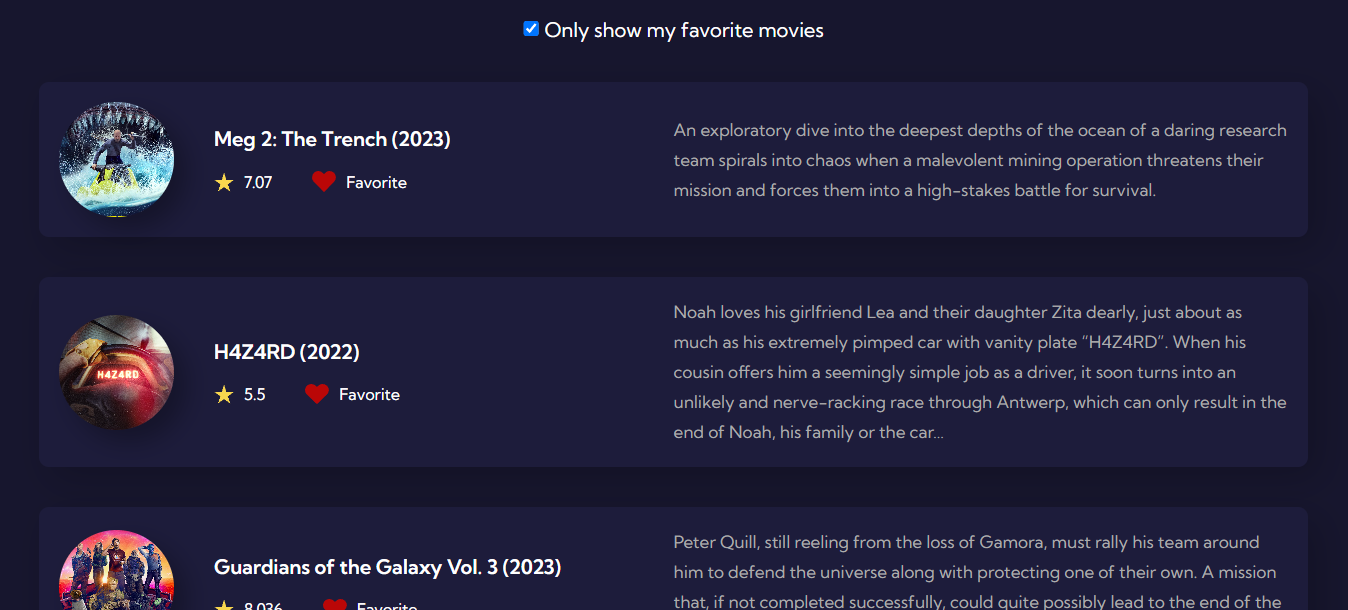 Only show my favorite movies
Meg 2: The Trench (2023)
7.07 Favorite
An exploratory dive into the deepest depths of the ocean of a daring research
team spirals into chaos when a malevolent mining operation threatens their
mission and forces them into a high-stakes battle for survival.
H4Z4RD
H4Z4RD (2022)
5.5 Favorite
Noah loves his girlfriend Lea and their daughter Zita dearly, just about as
much as his extremely pimped car with vanity plate “H4Z4RD”. When his
cousin offers him a seemingly simple job as a driver, it soon turns into an
unlikely and nerve-racking race through Antwerp, which can only result in the
end of Noah, his family or the car…
Guardians of the Galaxy Vol. 3 (2023)
8.036 Favorite
Peter Quill, still reeling from the loss of Gamora, must rally his team around
him to defend the universe along with protecting one of their own. A mission
that, if not completed successfully, could quite possibly lead to the end of the